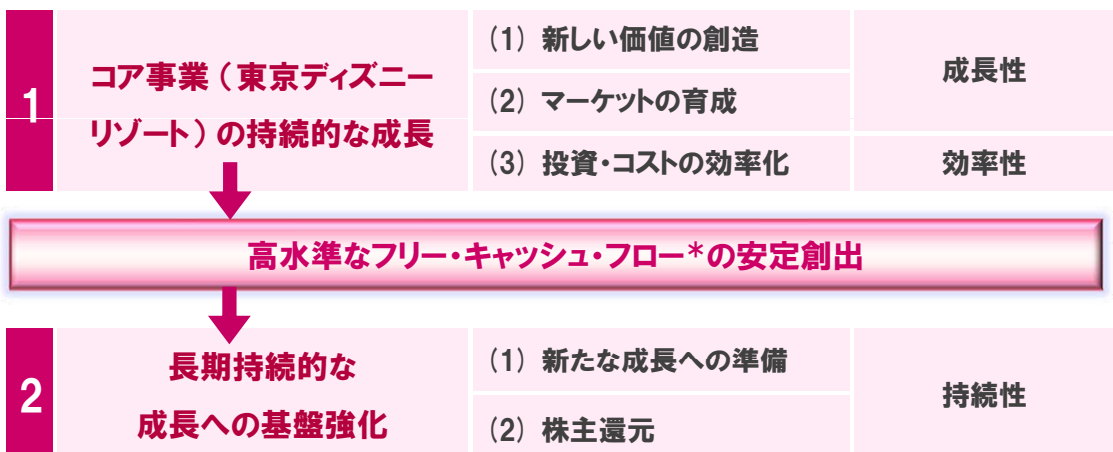 1
コア事業（東京ディズニー
リゾート）の持続的な成長
(1) 新しい価値の創造
(2) マーケットの育成
成長性
(3) 投資・コストの効率化
効率性
高水準なフリー・キャッシュ・フロー*の安定創出
2
長期持続的な
成長への基盤強化
(1) 新たな成長への準備
(2) 株主還元
持続性